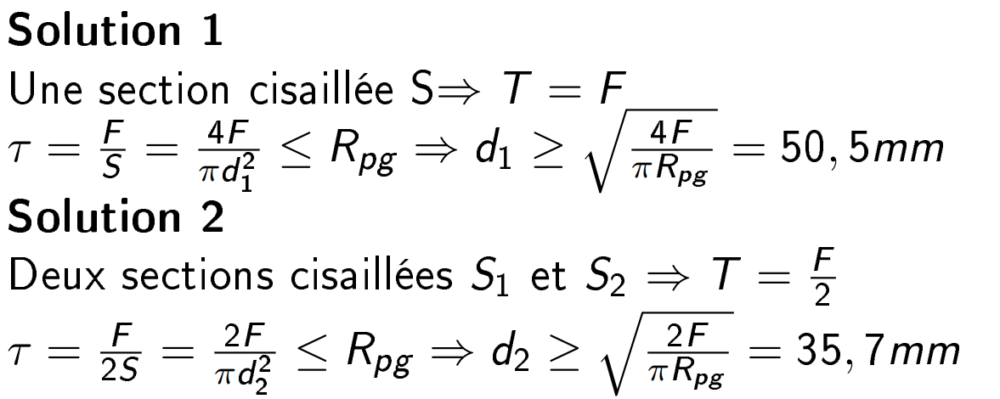 Solution 1
Une section cisaillée S⇒ T = F
τ = F/S = 4F/πd₁² ≤ R_pg ⇒ d₁ ≥ √(4F/πR_pg) = 50, 5mm
Solution 2
Deux sections cisaillées S₁ et S₂ ⇒ T = F/2
τ = F/2S = 2F/πd₂² ≤ R_pg ⇒ d₂ ≥ √(2F/πR_pg) = 35, 7mm